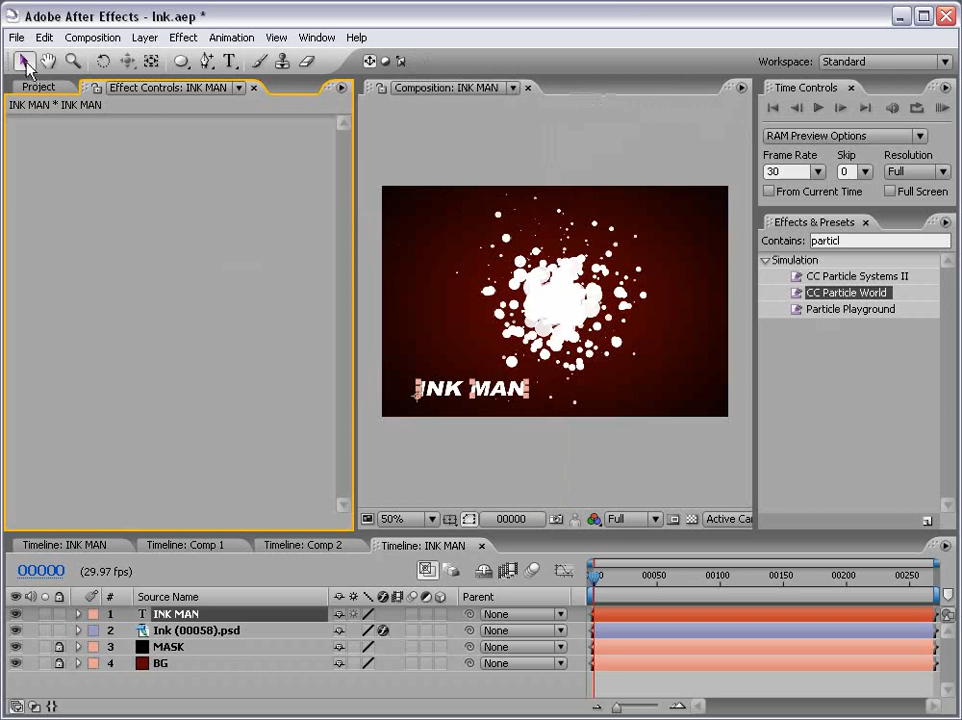 Adobe After Effects - Ink.aep *
File Edit Composition Layer Effect Animation View Window Help
Workspace: Standard
Project Effect Controls: INK MAN
INK MAN * INK MAN
Composition: INK MAN
INK MAN
50% 00000 Full Active Ca
Time Controls
RAM Preview Options
Frame Rate Skip Resolution
30 0 Full
From Current Time Full Screen
Effects & Presets
Contains: particl
Simulation
CC Particle Systems II
CC Particle World
Particle Playground
Timeline: INK MAN Timeline: Comp 1 Timeline: Comp 2 Timeline: INK MAN
00000 (29.97 fps)
00050 00100 00150 00200 00250
# Source Name Parent
1 T INK MAN None
2 Ink (00058).psd None
3 MASK None
4 BG None